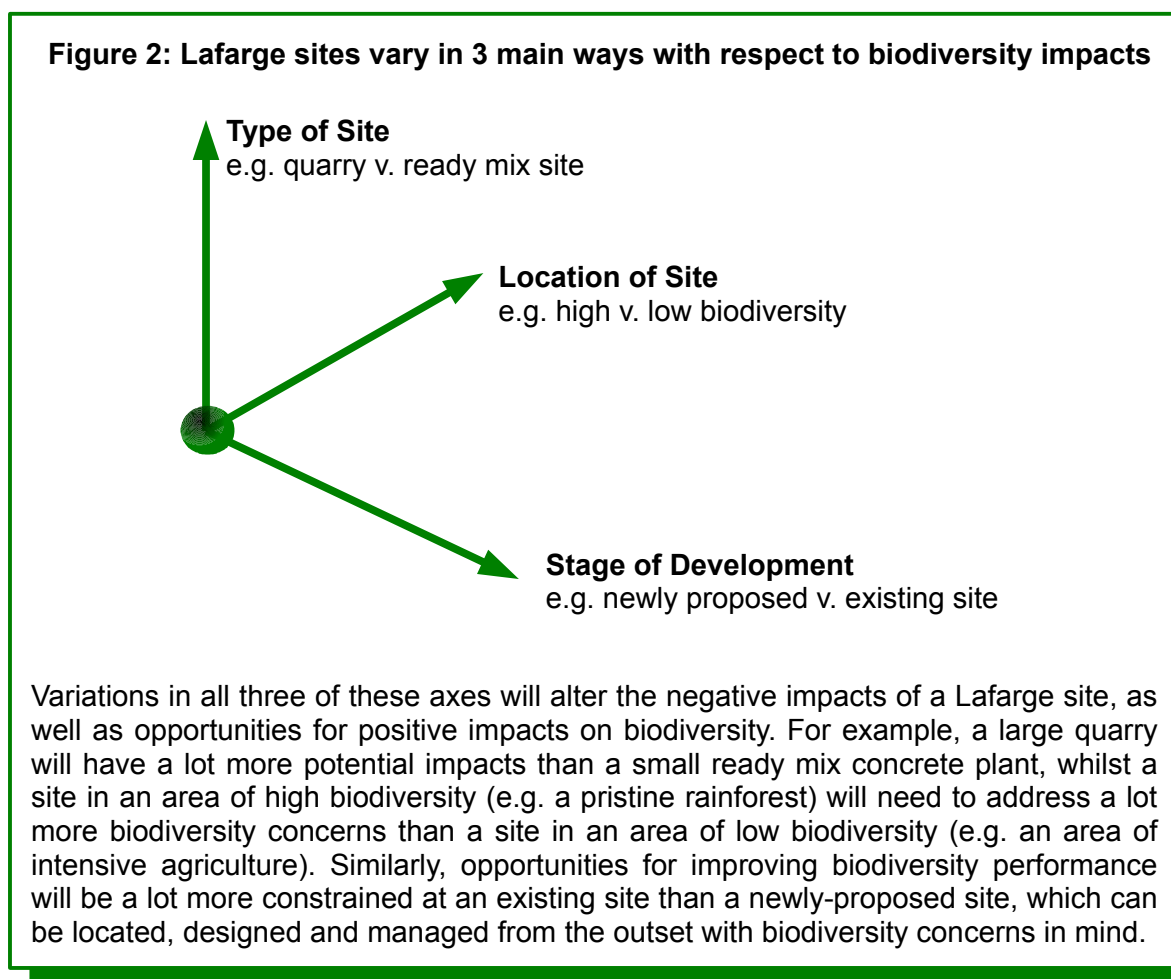 Figure 2: Lafarge sites vary in 3 main ways with respect to biodiversity impacts
Type of Site
e.g. quarry v. ready mix site
Location of Site
e.g. high v. low biodiversity
Stage of Development
e.g. newly proposed v. existing site
Variations in all three of these axes will alter the negative impacts of a Lafarge site, as
well as opportunities for positive impacts on biodiversity. For example, a large quarry
will have a lot more potential impacts than a small ready mix concrete plant, whilst a
site in an area of high biodiversity (e.g. a pristine rainforest) will need to address a lot
more biodiversity concerns than a site in an area of low biodiversity (e.g. an area of
intensive agriculture). Similarly, opportunities for improving biodiversity performance
will be a lot more constrained at an existing site than a newly-proposed site, which can
be located, designed and managed from the outset with biodiversity concerns in mind.